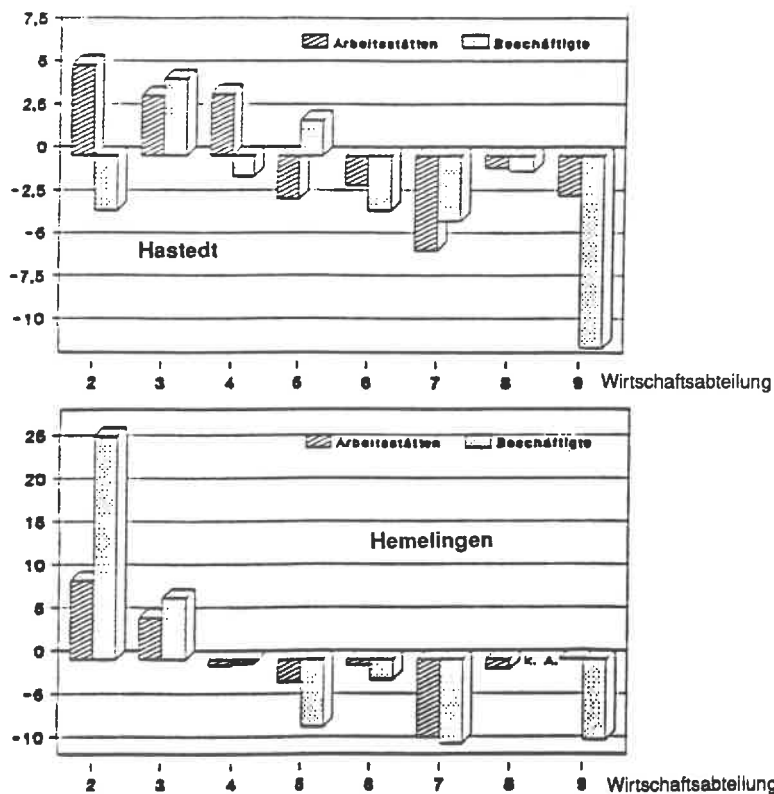 7,5
Arbeitsstätten Beschäftigte
5
2,5
0
-2,5
-5
Hastedt
-7,5
-10
2 3 4 5 6 7 8 9 Wirtschaftsabteilung
25
Arbeitsstätten Beschäftigte
20
15
Hemelingen
10
5
0
k. A.
-5
-10
2 3 4 5 6 7 8 9 Wirtschaftsabteilung